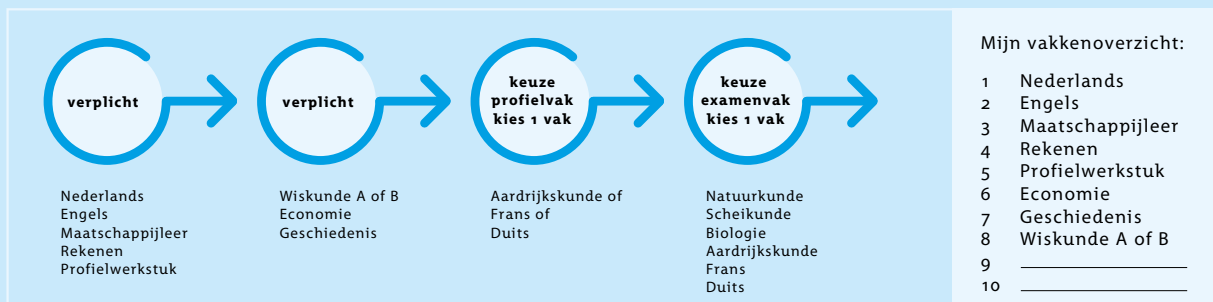 verplicht
Nederlands
Engels
Maatschappijleer
Rekenen
Profielwerkstuk
verplicht
Wiskunde A of B
Economie
Geschiedenis
keuze
profielvak
kies 1 vak
Aardrijkskunde of
Frans of
Duits
keuze
examenvak
kies 1 vak
Natuurkunde
Scheikunde
Biologie
Aardrijkskunde
Frans
Duits
Mijn vakkenoverzicht:
1 Nederlands
2 Engels
3 Maatschappijleer
4 Rekenen
5 Profielwerkstuk
6 Economie
7 Geschiedenis
8 Wiskunde A of B
9
10